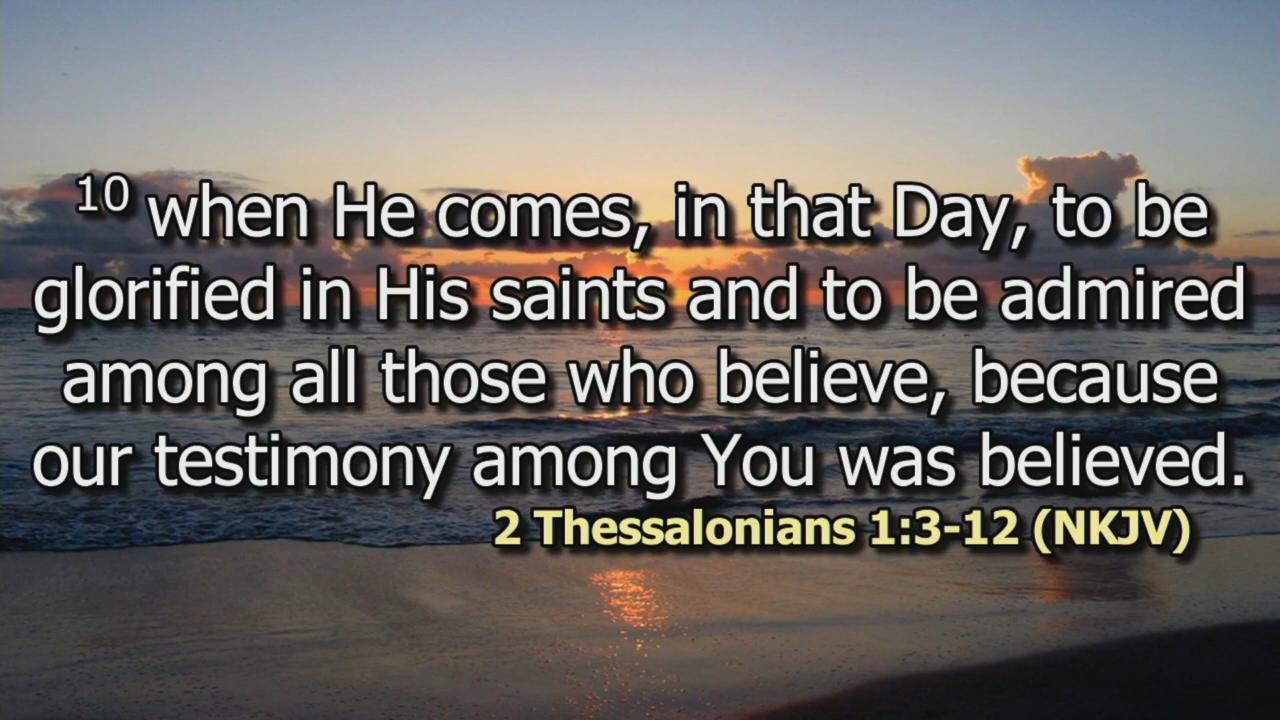 10 when He comes, in that Day, to be
glorified in His saints and to be admired
among all those who believe, because
our testimony among You was believed.
2 Thessalonians 1:3-12 (NKJV)